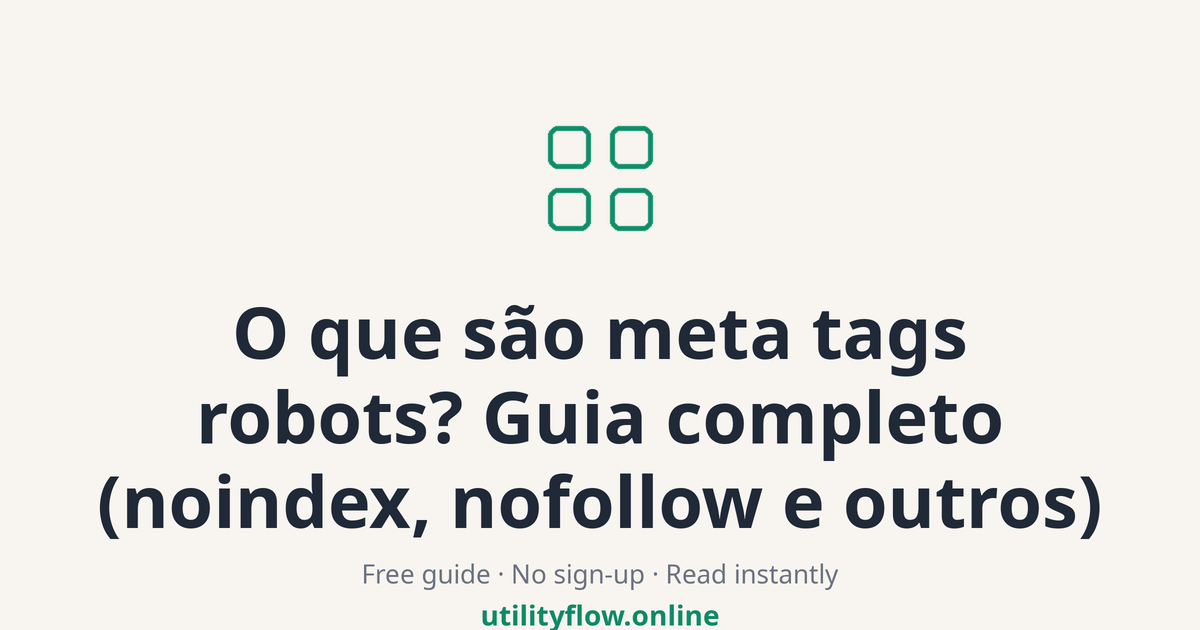 O que são meta tags
robots? Guia completo
(noindex, nofollow e outros)
Free guide · No sign-up · Read instantly
utilityflow.online